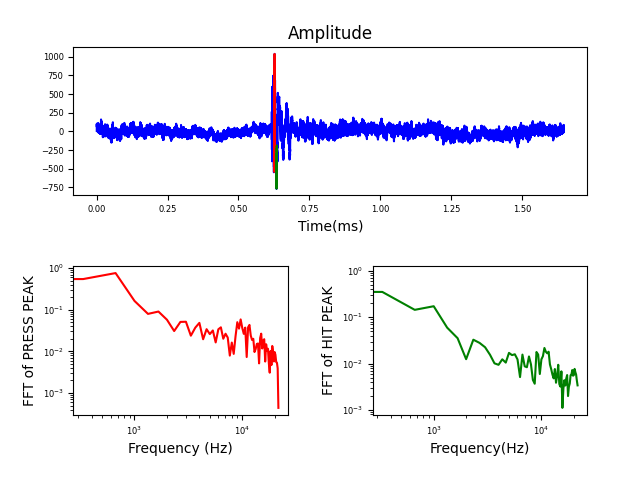 Amplitude
1000
750
500
250
0
−250
−500
−750
0.00 0.25 0.50 0.75 1.00 1.25 1.50
Time(ms)
FFT of PRESS PEAK
10⁰
10⁻¹
10⁻²
10⁻³
10³ 10⁴
Frequency (Hz)
FFT of HIT PEAK
10⁰
10⁻¹
10⁻²
10⁻³
10³ 10⁴
Frequency(Hz)